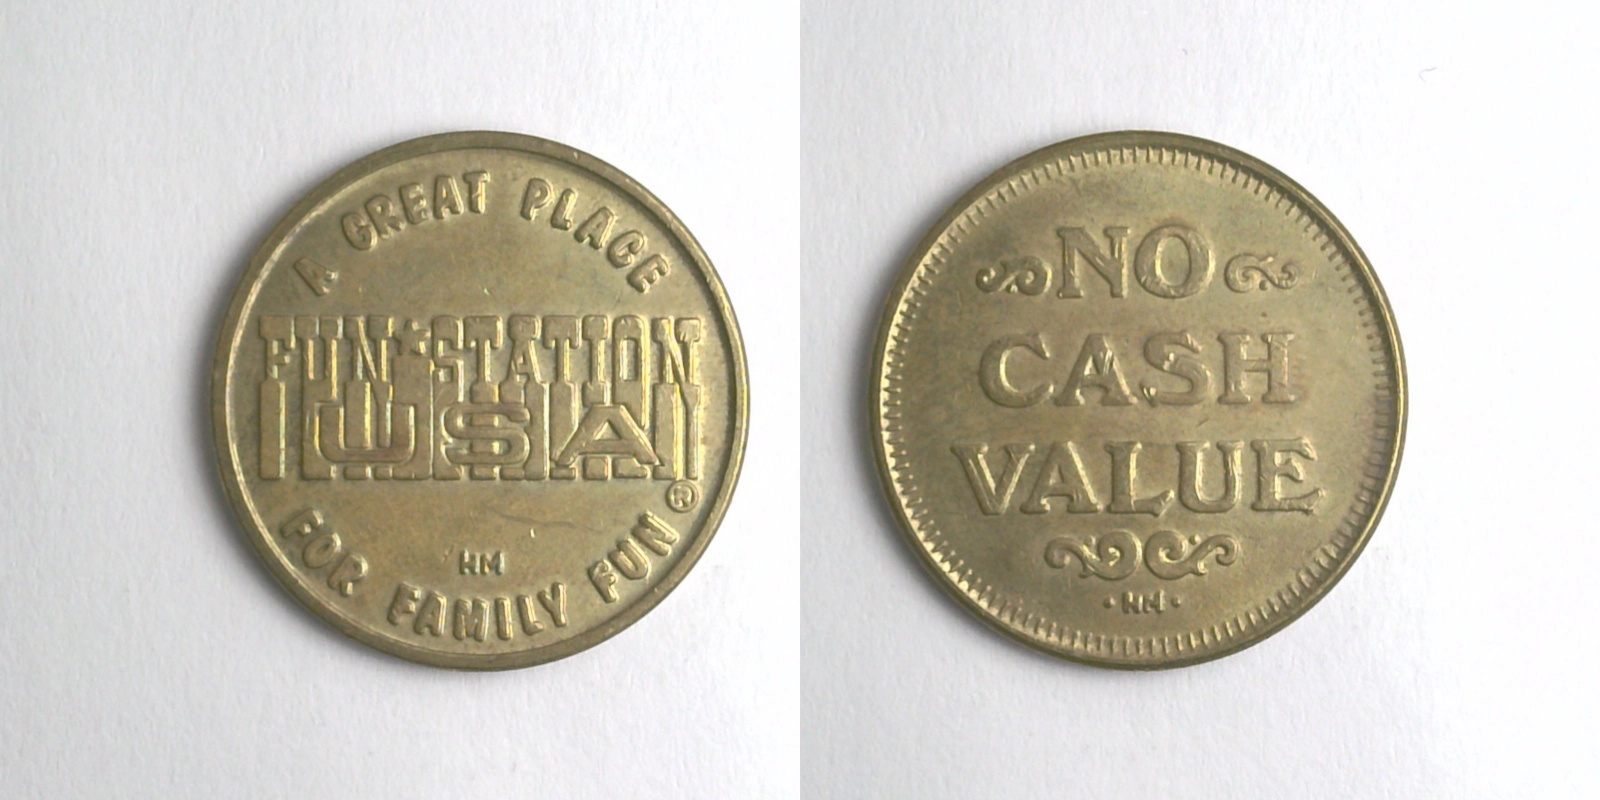 A GREAT PLACE
FUN STATION
USA
®
HM
FOR FAMILY FUN
NO
CASH
VALUE
·HM·